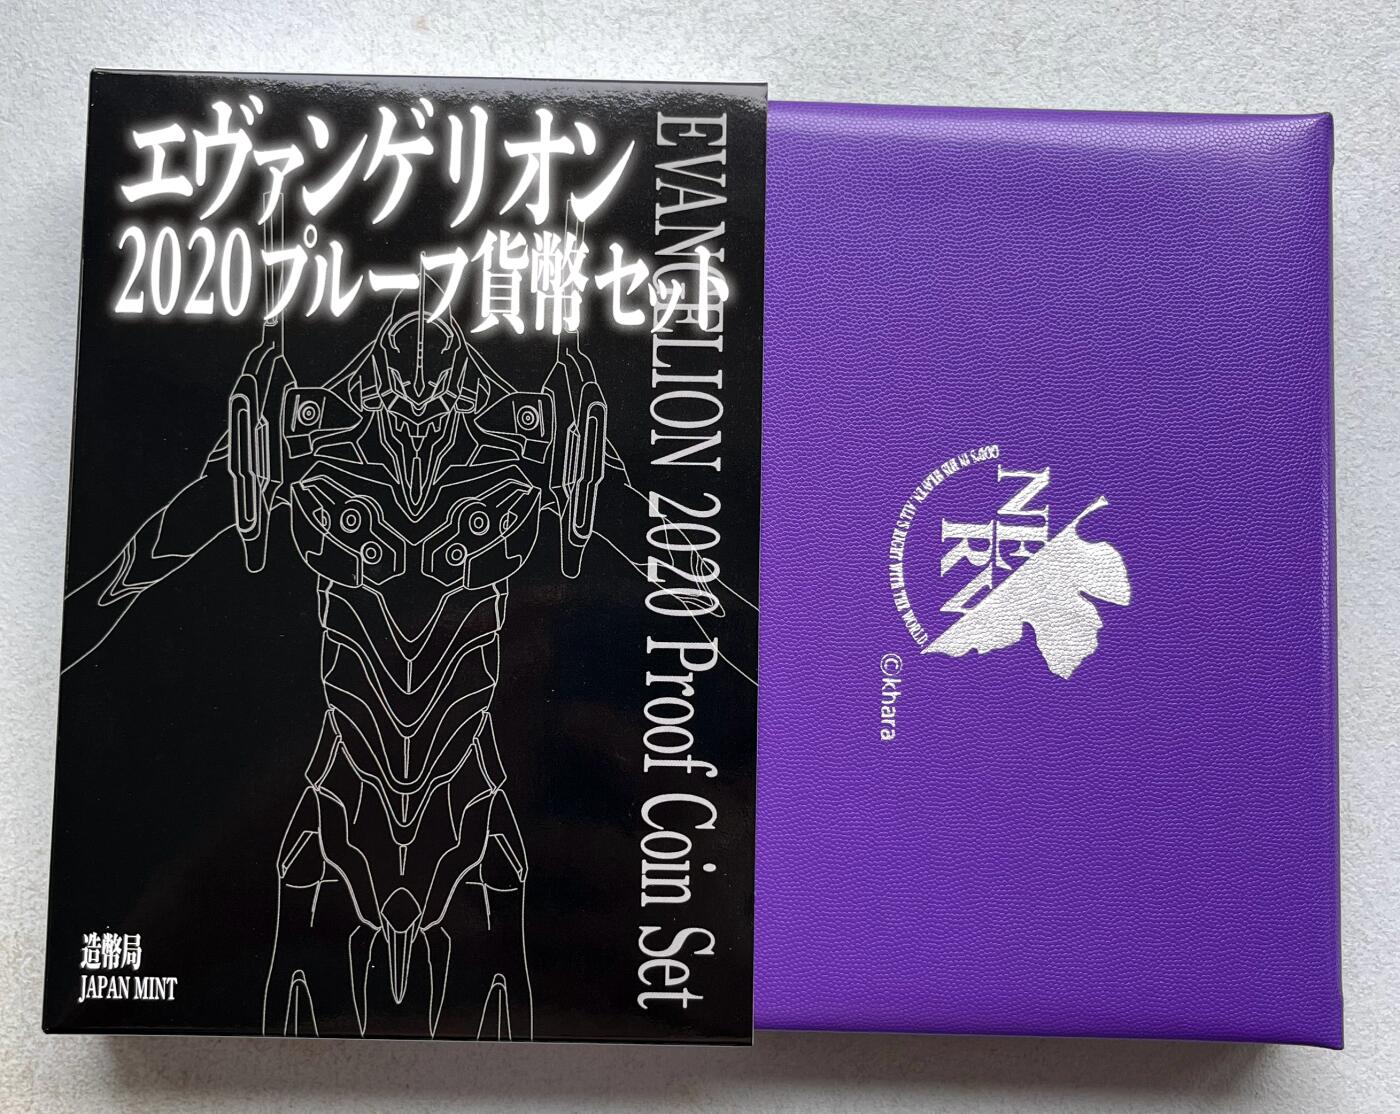 エヴァンゲリオン
2020プルーフ貨幣セット
EVANGELION 2020 Proof Coin Set
造幣局
JAPAN MINT
NERV
GOD'S IN HIS HEAVEN. ALL'S RIGHT WITH THE WORLD.
©khara